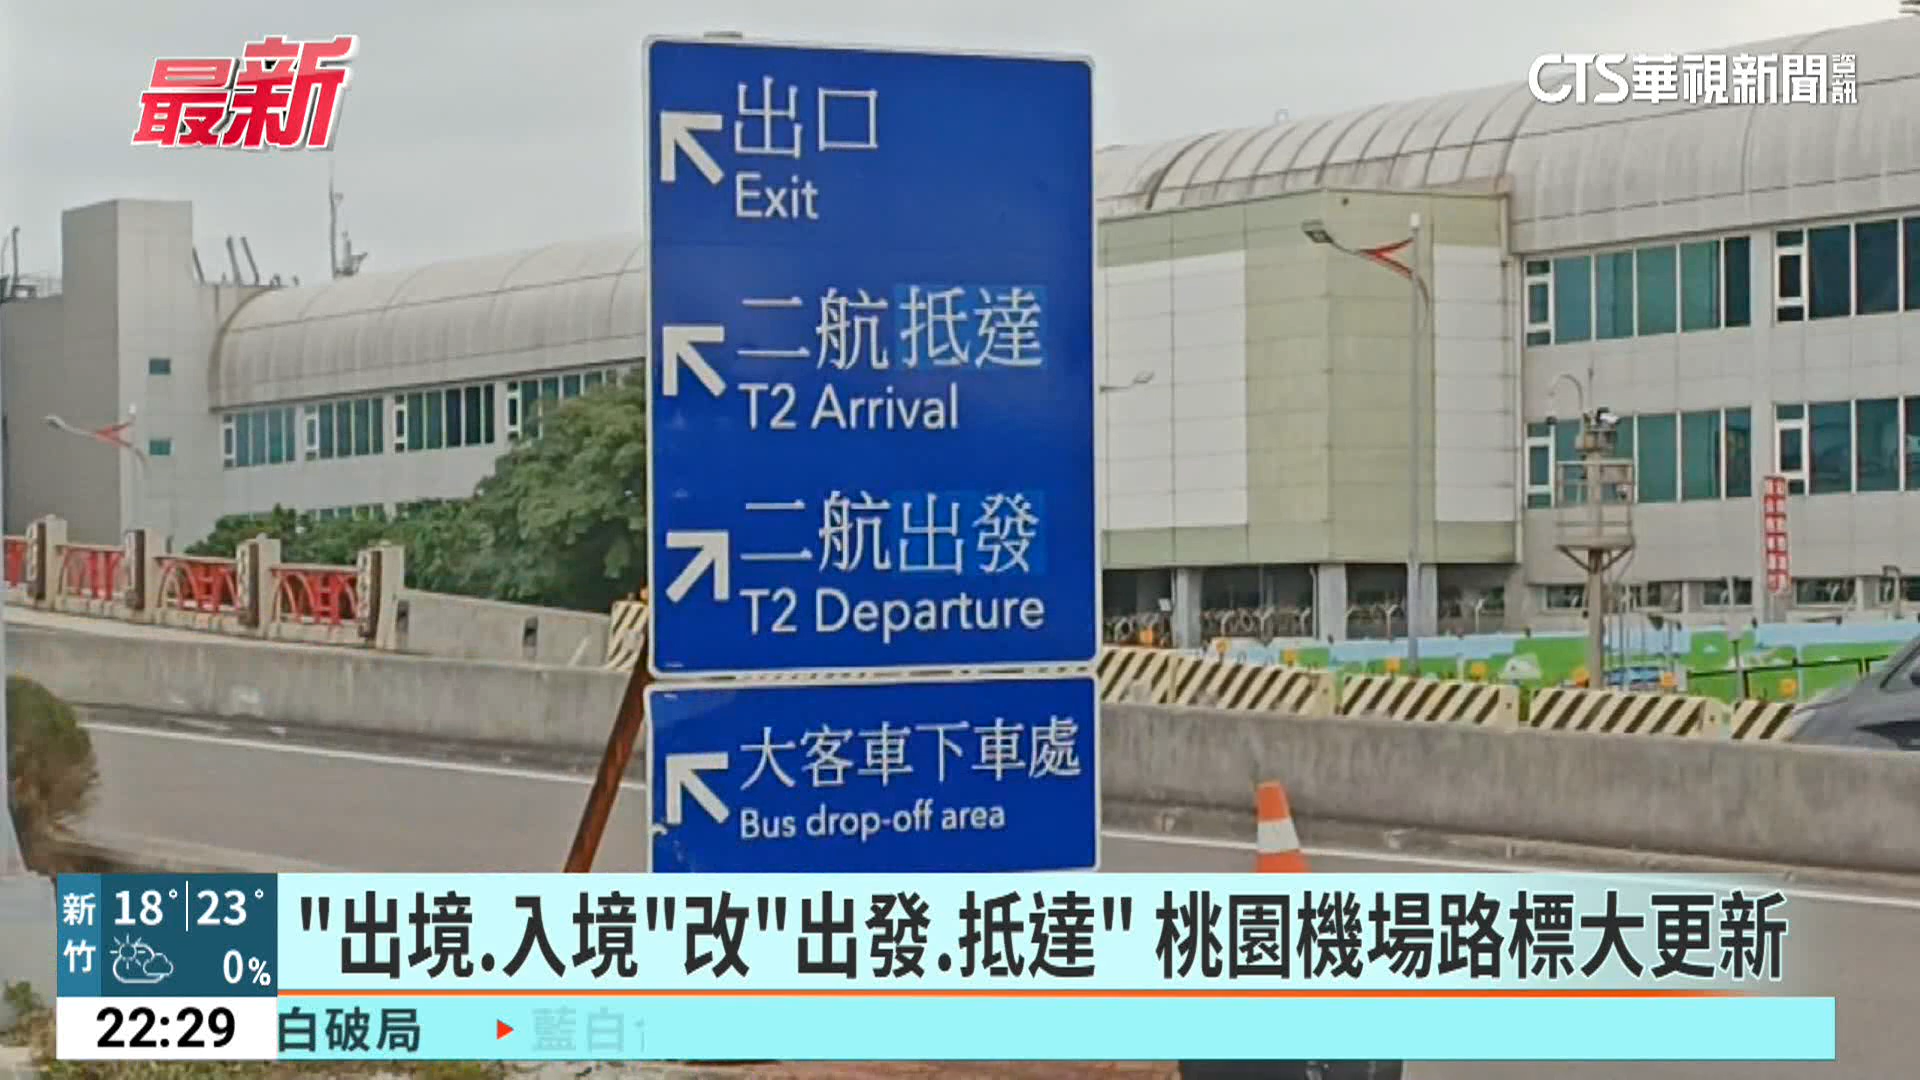 最新
CTS華視新聞資訊
出口
Exit
二航抵達
T2 Arrival
二航出發
T2 Departure
大客車下車處
Bus drop-off area
新竹
18° 23°
0%
"出境.入境"改"出發.抵達" 桃園機場路標大更新
22:29
白破局 ▶ 藍白